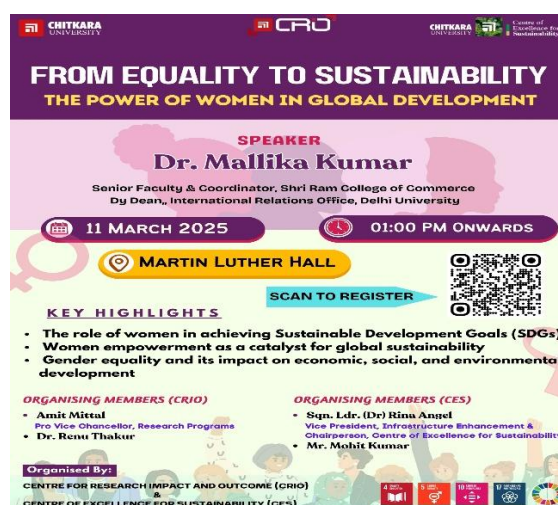 CHITKARA
UNIVERSITY
CRIO
CHITKARA
UNIVERSITY
Centre of
Excellence for
Sustainability
FROM EQUALITY TO SUSTAINABILITY
THE POWER OF WOMEN IN GLOBAL DEVELOPMENT
SPEAKER
Dr. Mallika Kumar
Senior Faculty & Coordinator, Shri Ram College of Commerce
Dy Dean,, International Relations Office, Delhi University
11 MARCH 2025
01:00 PM ONWARDS
MARTIN LUTHER HALL
SCAN TO REGISTER
KEY HIGHLIGHTS
• The role of women in achieving Sustainable Development Goals (SDGs)
• Women empowerment as a catalyst for global sustainability
• Gender equality and its impact on economic, social, and environmenta
development
ORGANISING MEMBERS (CRIO)
• Amit Mittal
Pro Vice Chancellor, Research Programs
• Dr. Renu Thakur
ORGANISING MEMBERS (CES)
• Sqn. Ldr. (Dr) Rinu Angel
Vice President, Infrastructure Enhancement &
Chairperson, Centre of Excellence for Sustainability
• Mr. Mohit Kumar
Organised By:
CENTRE FOR RESEARCH IMPACT AND OUTCOME (CRIO)
&
CENTRE OF EXCELLENCE FOR SUSTAINABILITY (CES)
4
5
10
17